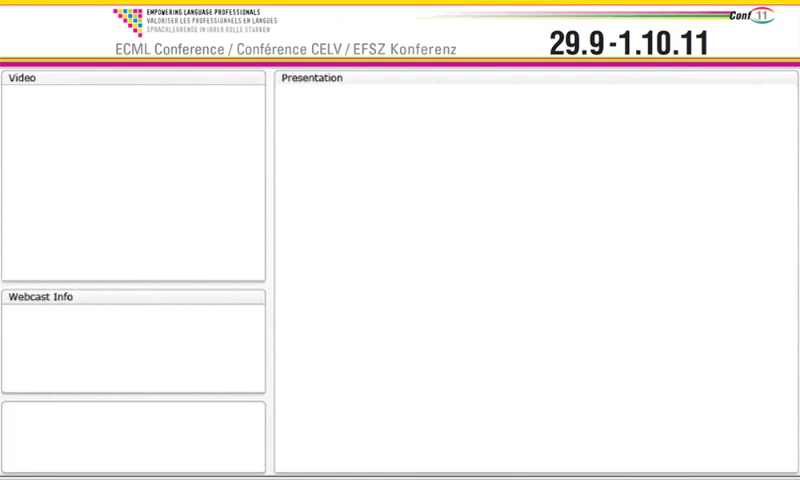 EMPOWERING LANGUAGE PROFESSIONALS
VALORISER LES PROFESSIONNELS EN LANGUES
SPRACHLEHRENDE IN IHRER ROLLE STÄRKEN
ECML Conference / Conférence CELV / EFSZ Konferenz
29.9-1.10.11
Conf 11
Video
Presentation
Webcast Info